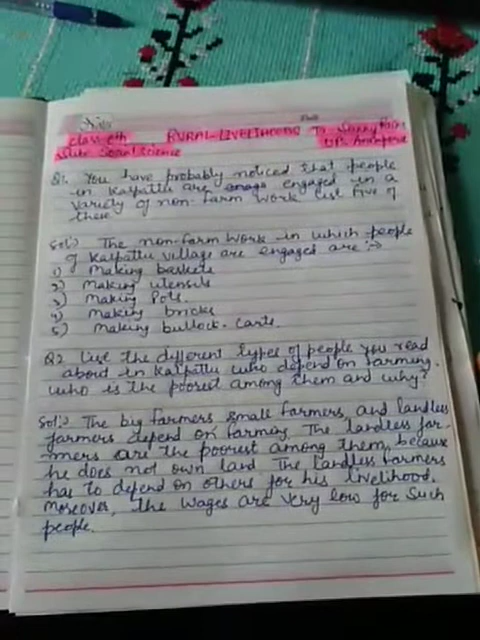 Class 6th RURAL-LIVELIHOODS
Sub: Social Science
Q1. You have probably noticed that people
in Kalpattu are engaged in a
variety of non-farm work List five of
these.
Sol:) The non-farm work in which people
of Kalpattu village are engaged are :→
1) Making baskets
2) Making utensils
3) Making Pots.
4) Making bricks
5) Making bullock-carts.
Q2 List the different types of people you read
about in Kalpattu who depend on farming.
Who is the poorest among them and why?
Sol:) The big farmers, small farmers, and landless
farmers depend on farming. The landless far-
mers are the poorest among them, because
he does not own land. The landless farmers
has to depend on others for his livelihood.
Moreover, the wages are very low for such
people.